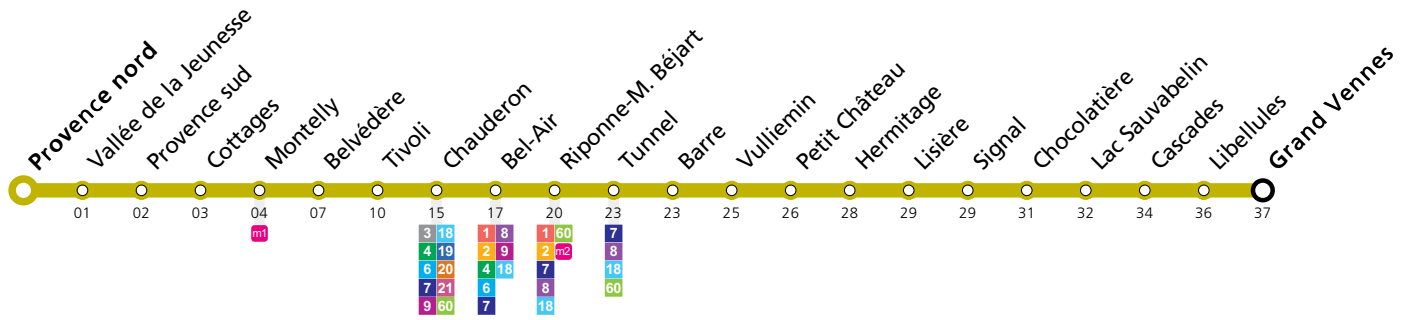 Provence nord
Vallée de la Jeunesse
Provence sud
Cottages
Montelly
Belvédère
Tivoli
Chauderon
Bel-Air
Riponne-M. Béjart
Tunnel
Barre
Vulliemin
Petit Château
Hermitage
Lisière
Signal
Chocolatière
Lac Sauvabelin
Cascades
Libellules
Grand Vennes
01 02 03 04 07 10 15 17 20 23 23 25 26 28 29 29 31 32 34 36 37
m1 3 18 1 8 1 60 7
4 19 2 9 2 m2 8
6 20 4 18 7 18
7 21 6 8 60
9 60 7 18